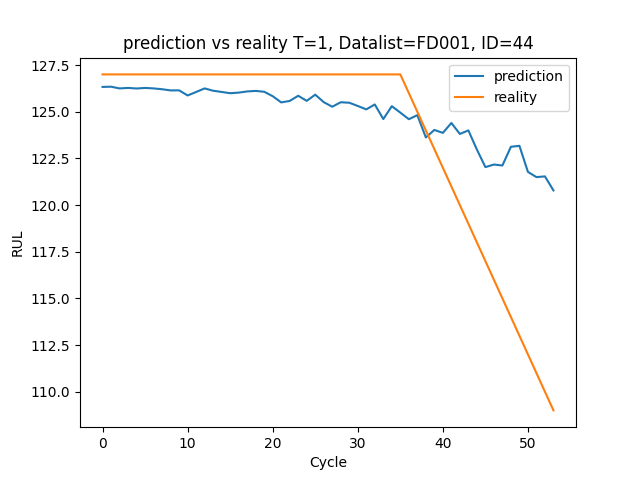 prediction vs reality T=1, Datalist=FD001, ID=44
127.5
125.0
122.5
120.0
117.5
115.0
112.5
110.0
RUL
prediction
reality
0 10 20 30 40 50
Cycle